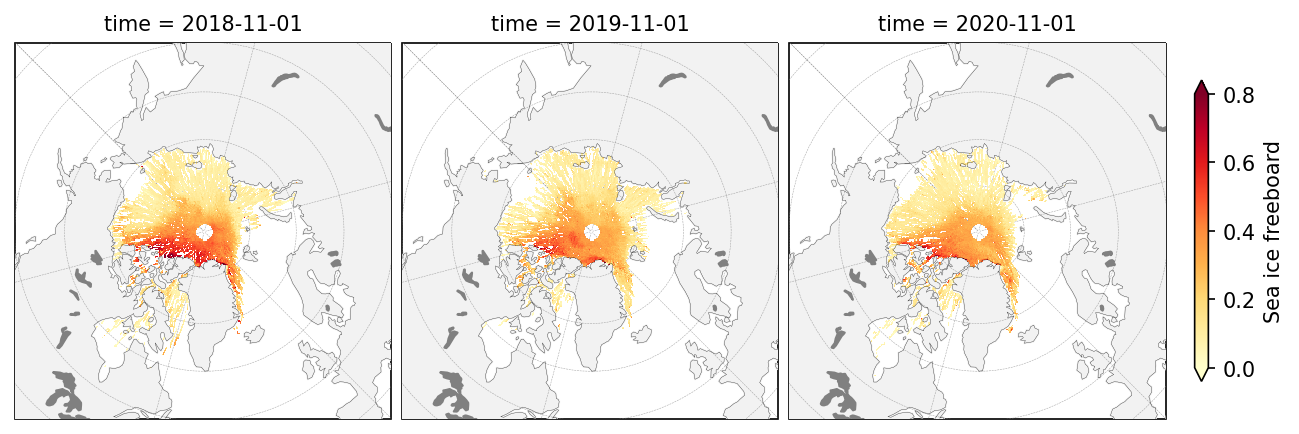 time = 2018-11-01
time = 2019-11-01
time = 2020-11-01
0.8
0.6
0.4
0.2
0.0
Sea ice freeboard